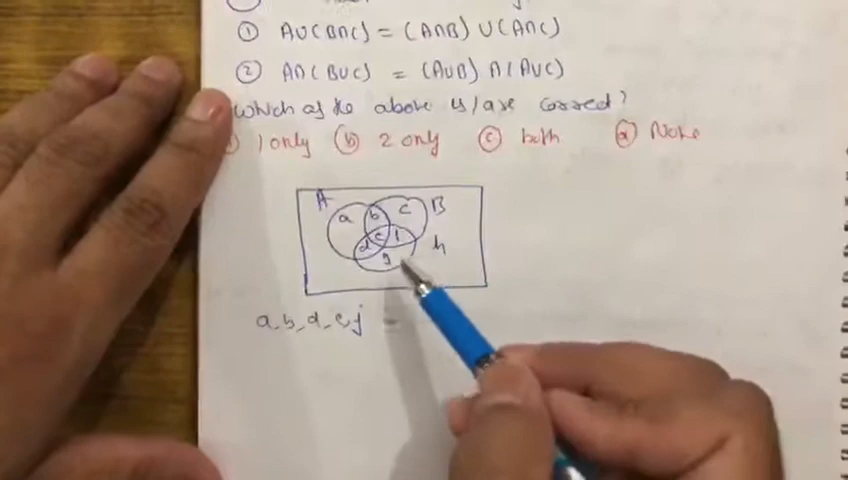 ① A∪(B∩C) = (A∩B) ∪(A∩C)
② A∩(B∪C) = (A∪B) ∩(A∪C)
Which of the above is/are correct?
1 only ⓑ 2 only ⓒ both ⓓ None
A a b c B
d e f
g h
a, b, d, e, f =